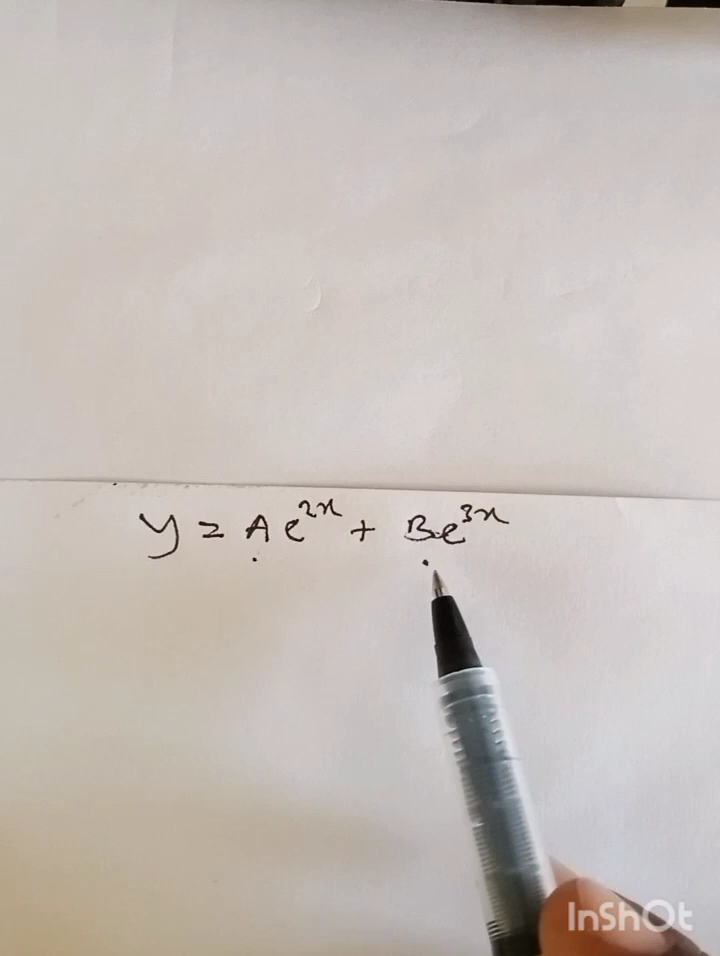 y = Ae^{2x} + Be^{3x}
InShOt